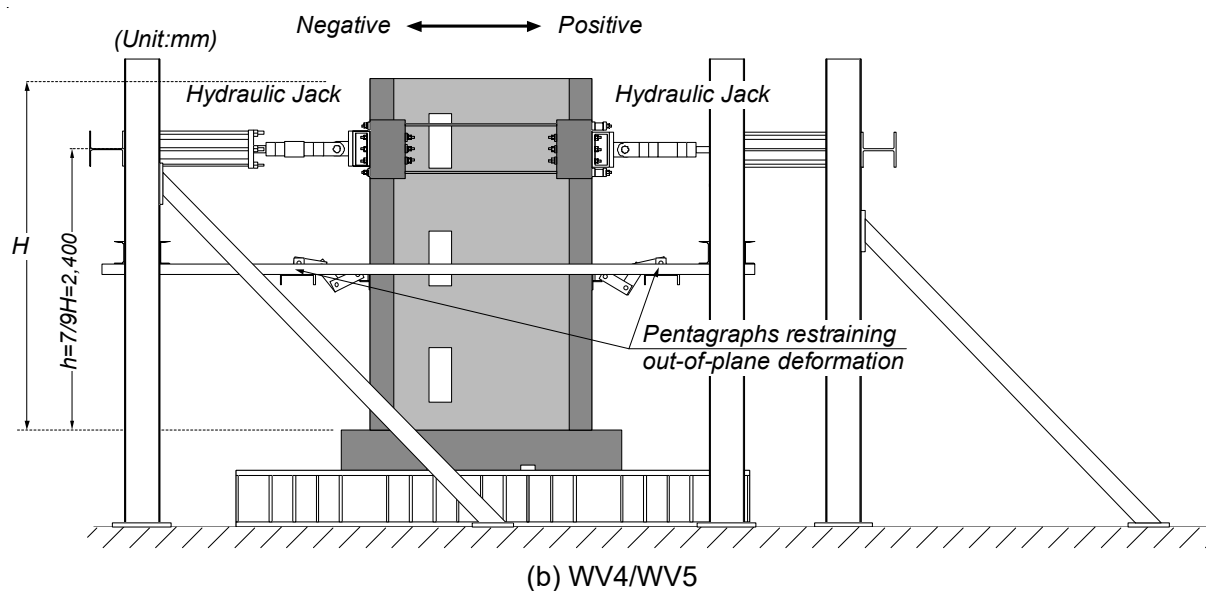 Negative Positive
(Unit:mm)
Hydraulic Jack Hydraulic Jack
H
h=7/9H=2,400
Pentagraphs restraining
out-of-plane deformation
(b) WV4/WV5